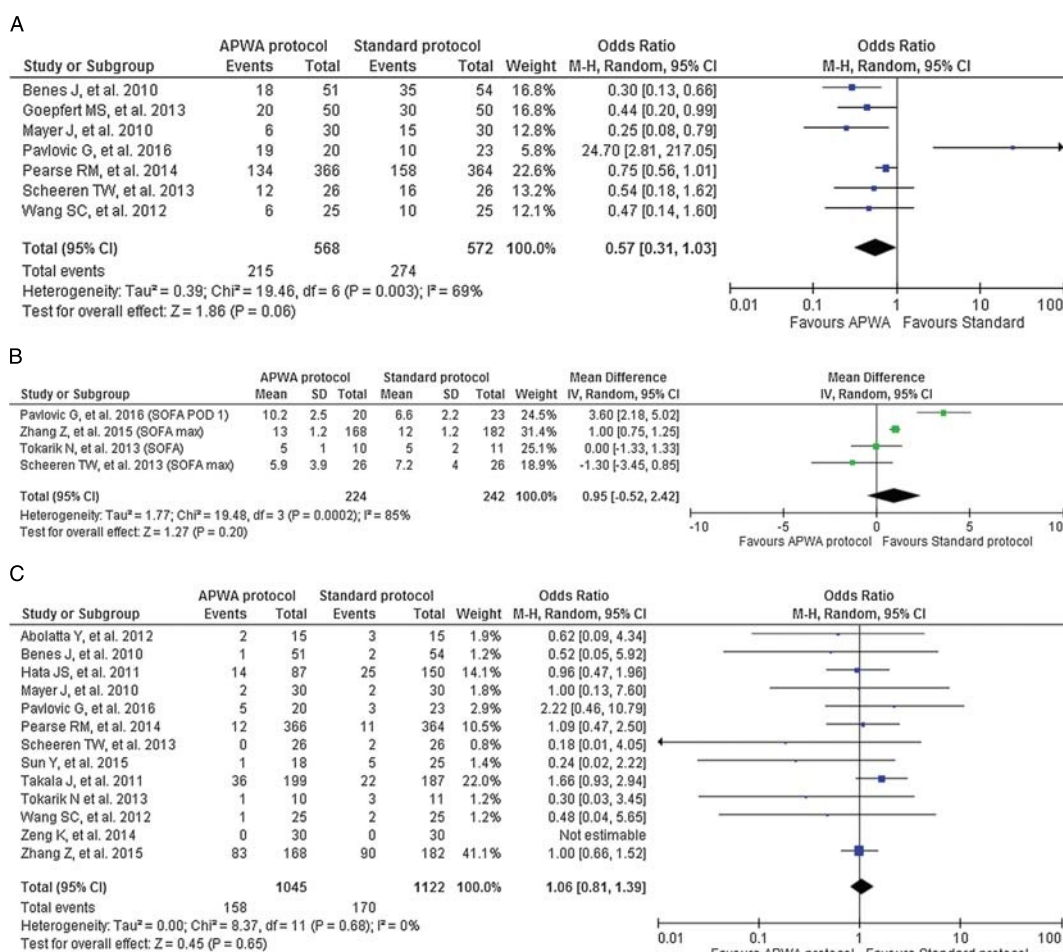 A
APWA protocol Standard protocol Odds Ratio Odds Ratio
Study or Subgroup Events Total Events Total Weight M-H, Random, 95% CI M-H, Random, 95% CI
Benes J, et al. 2010 18 51 35 54 16.8% 0.30 [0.13, 0.66]
Goepfert MS, et al. 2013 20 50 30 50 16.8% 0.44 [0.20, 0.99]
Mayer J, et al. 2010 6 30 15 30 12.8% 0.25 [0.08, 0.79]
Pavlovic G, et al. 2016 19 20 10 23 5.8% 24.70 [2.81, 217.05]
Pearse RM, et al. 2014 134 366 158 364 22.6% 0.75 [0.56, 1.01]
Scheeren TW, et al. 2013 12 26 16 26 13.2% 0.54 [0.18, 1.62]
Wang SC, et al. 2012 6 25 10 25 12.1% 0.47 [0.14, 1.60]
Total (95% CI) 568 572 100.0% 0.57 [0.31, 1.03]
Total events 215 274
Heterogeneity: Tau² = 0.39; Chi² = 19.46, df = 6 (P = 0.003); I² = 69%
Test for overall effect: Z = 1.86 (P = 0.06)
0.01 0.1 1 10 100
Favours APWA Favours Standard
B
APWA protocol Standard protocol Mean Difference Mean Difference
Study or Subgroup Mean SD Total Mean SD Total Weight IV, Random, 95% CI IV, Random, 95% CI
Pavlovic G, et al. 2016 (SOFA POD 1) 10.2 2.5 20 6.6 2.2 23 24.5% 3.60 [2.18, 5.02]
Zhang Z, et al. 2015 (SOFA max) 13 1.2 168 12 1.2 182 31.4% 1.00 [0.75, 1.25]
Tokarik N, et al. 2013 (SOFA) 5 1 10 5 2 11 25.1% 0.00 [-1.33, 1.33]
Scheeren TW, et al. 2013 (SOFA max) 5.9 3.9 26 7.2 4 26 18.9% -1.30 [-3.45, 0.85]
Total (95% CI) 224 242 100.0% 0.95 [-0.52, 2.42]
Heterogeneity: Tau² = 1.77; Chi² = 19.48, df = 3 (P = 0.0002); I² = 85%
Test for overall effect: Z = 1.27 (P = 0.20)
-10 -5 0 5 10
Favours APWA protocol Favours Standard protocol
C
APWA protocol Standard protocol Odds Ratio Odds Ratio
Study or Subgroup Events Total Events Total Weight M-H, Random, 95% CI M-H, Random, 95% CI
Abolatta Y, et al. 2012 2 15 3 15 1.9% 0.62 [0.09, 4.34]
Benes J, et al. 2010 1 51 2 54 1.2% 0.52 [0.05, 5.92]
Hata JS, et al. 2011 14 87 25 150 14.1% 0.96 [0.47, 1.96]
Mayer J, et al. 2010 2 30 2 30 1.8% 1.00 [0.13, 7.60]
Pavlovic G, et al. 2016 5 20 3 23 2.9% 2.22 [0.46, 10.79]
Pearse RM, et al. 2014 12 366 11 364 10.5% 1.09 [0.47, 2.50]
Scheeren TW, et al. 2013 0 26 2 26 0.8% 0.18 [0.01, 4.05]
Sun Y, et al. 2015 1 18 5 25 1.4% 0.24 [0.02, 2.22]
Takala J, et al. 2011 36 199 22 187 22.0% 1.66 [0.93, 2.94]
Tokarik N et al. 2013 1 10 3 11 1.2% 0.30 [0.03, 3.45]
Wang SC, et al. 2012 1 25 2 25 1.2% 0.48 [0.04, 5.65]
Zeng K, et al. 2014 0 30 0 30 Not estimable
Zhang Z, et al. 2015 83 168 90 182 41.1% 1.00 [0.66, 1.52]
Total (95% CI) 1045 1122 100.0% 1.06 [0.81, 1.39]
Total events 158 170
Heterogeneity: Tau² = 0.00; Chi² = 8.37, df = 11 (P = 0.68); I² = 0%
Test for overall effect: Z = 0.45 (P = 0.65)
0.01 0.1 1 10 100
Favours APWA protocol Favours Standard protocol